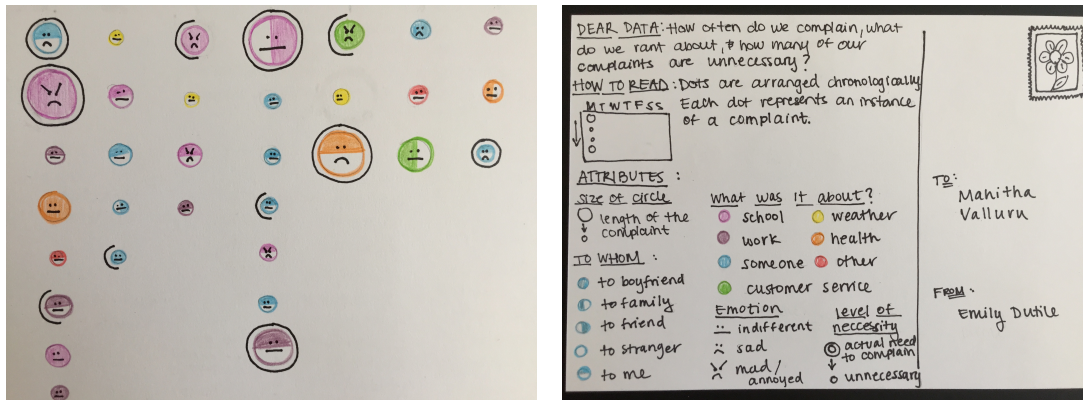 DEAR DATA: How often do we complain, what
do we rant about, & how many of our
complaints are unnecessary?
HOW TO READ: Dots are arranged chronologically
M T W T F S S Each dot represents an instance
of a complaint.
ATTRIBUTES:
size of circle
length of the
complaint
TO WHOM:
to boyfriend
to family
to friend
to stranger
to me
What was it about?
school
weather
work
health
someone
other
customer service
Emotion
indifferent
sad
mad/
annoyed
level of
neccessity
actual need
to complain
unnecessary
TO:
Manitha
Valluru
FROM:
Emily Dutile